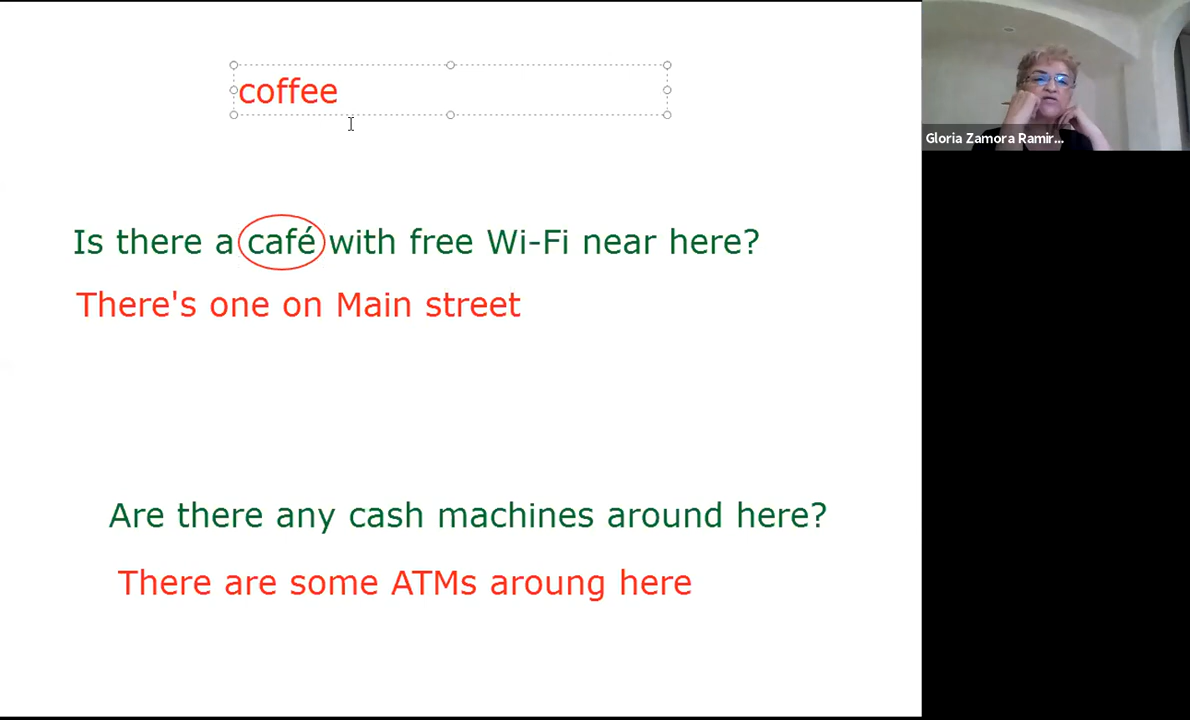 coffee
Gloria Zamora Ramir...
Is there a café with free Wi-Fi near here?
There's one on Main street
Are there any cash machines around here?
There are some ATMs aroung here